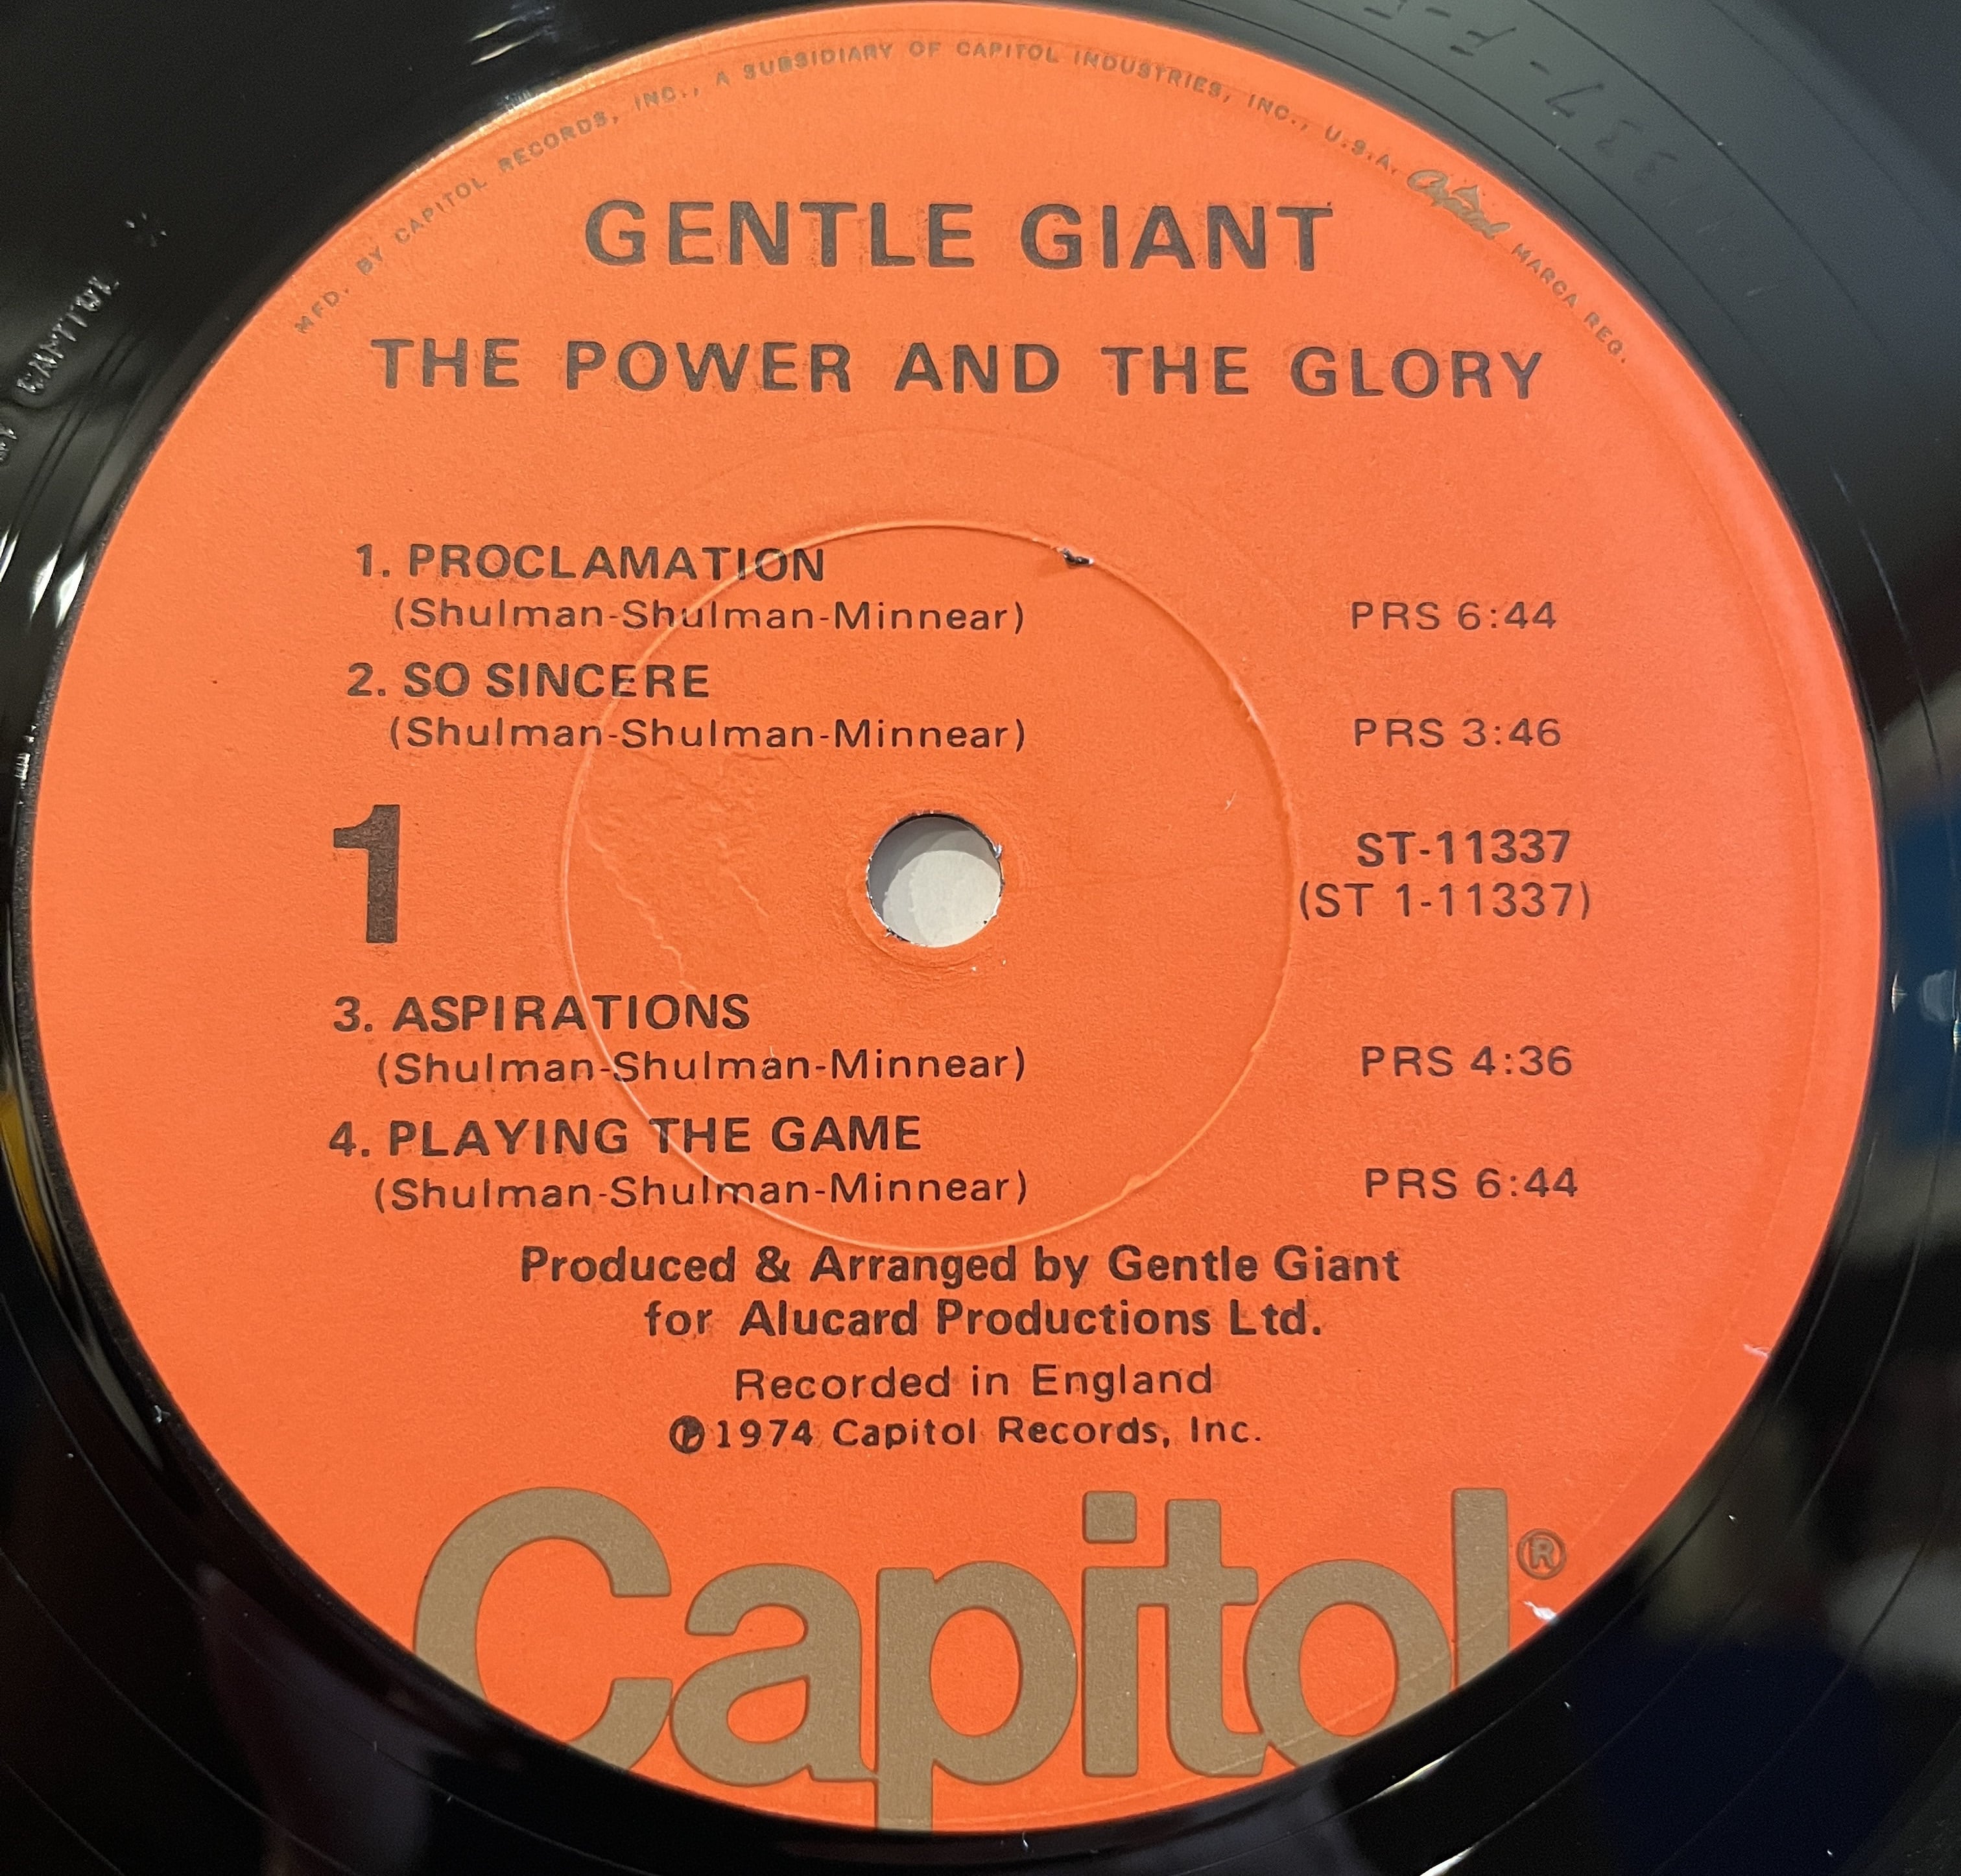 MFD. BY CAPITOL RECORDS, INC., A SUBSIDIARY OF CAPITOL INDUSTRIES, INC., U.S.A. Capitol MARCA REG.
GENTLE GIANT
THE POWER AND THE GLORY
1. PROCLAMATION
(Shulman-Shulman-Minnear) PRS 6:44
2. SO SINCERE
(Shulman-Shulman-Minnear) PRS 3:46
1
ST-11337
(ST 1-11337)
3. ASPIRATIONS
(Shulman-Shulman-Minnear) PRS 4:36
4. PLAYING THE GAME
(Shulman-Shulman-Minnear) PRS 6:44
Produced & Arranged by Gentle Giant
for Alucard Productions Ltd.
Recorded in England
℗1974 Capitol Records, Inc.
Capitol®
BY CAPITOL